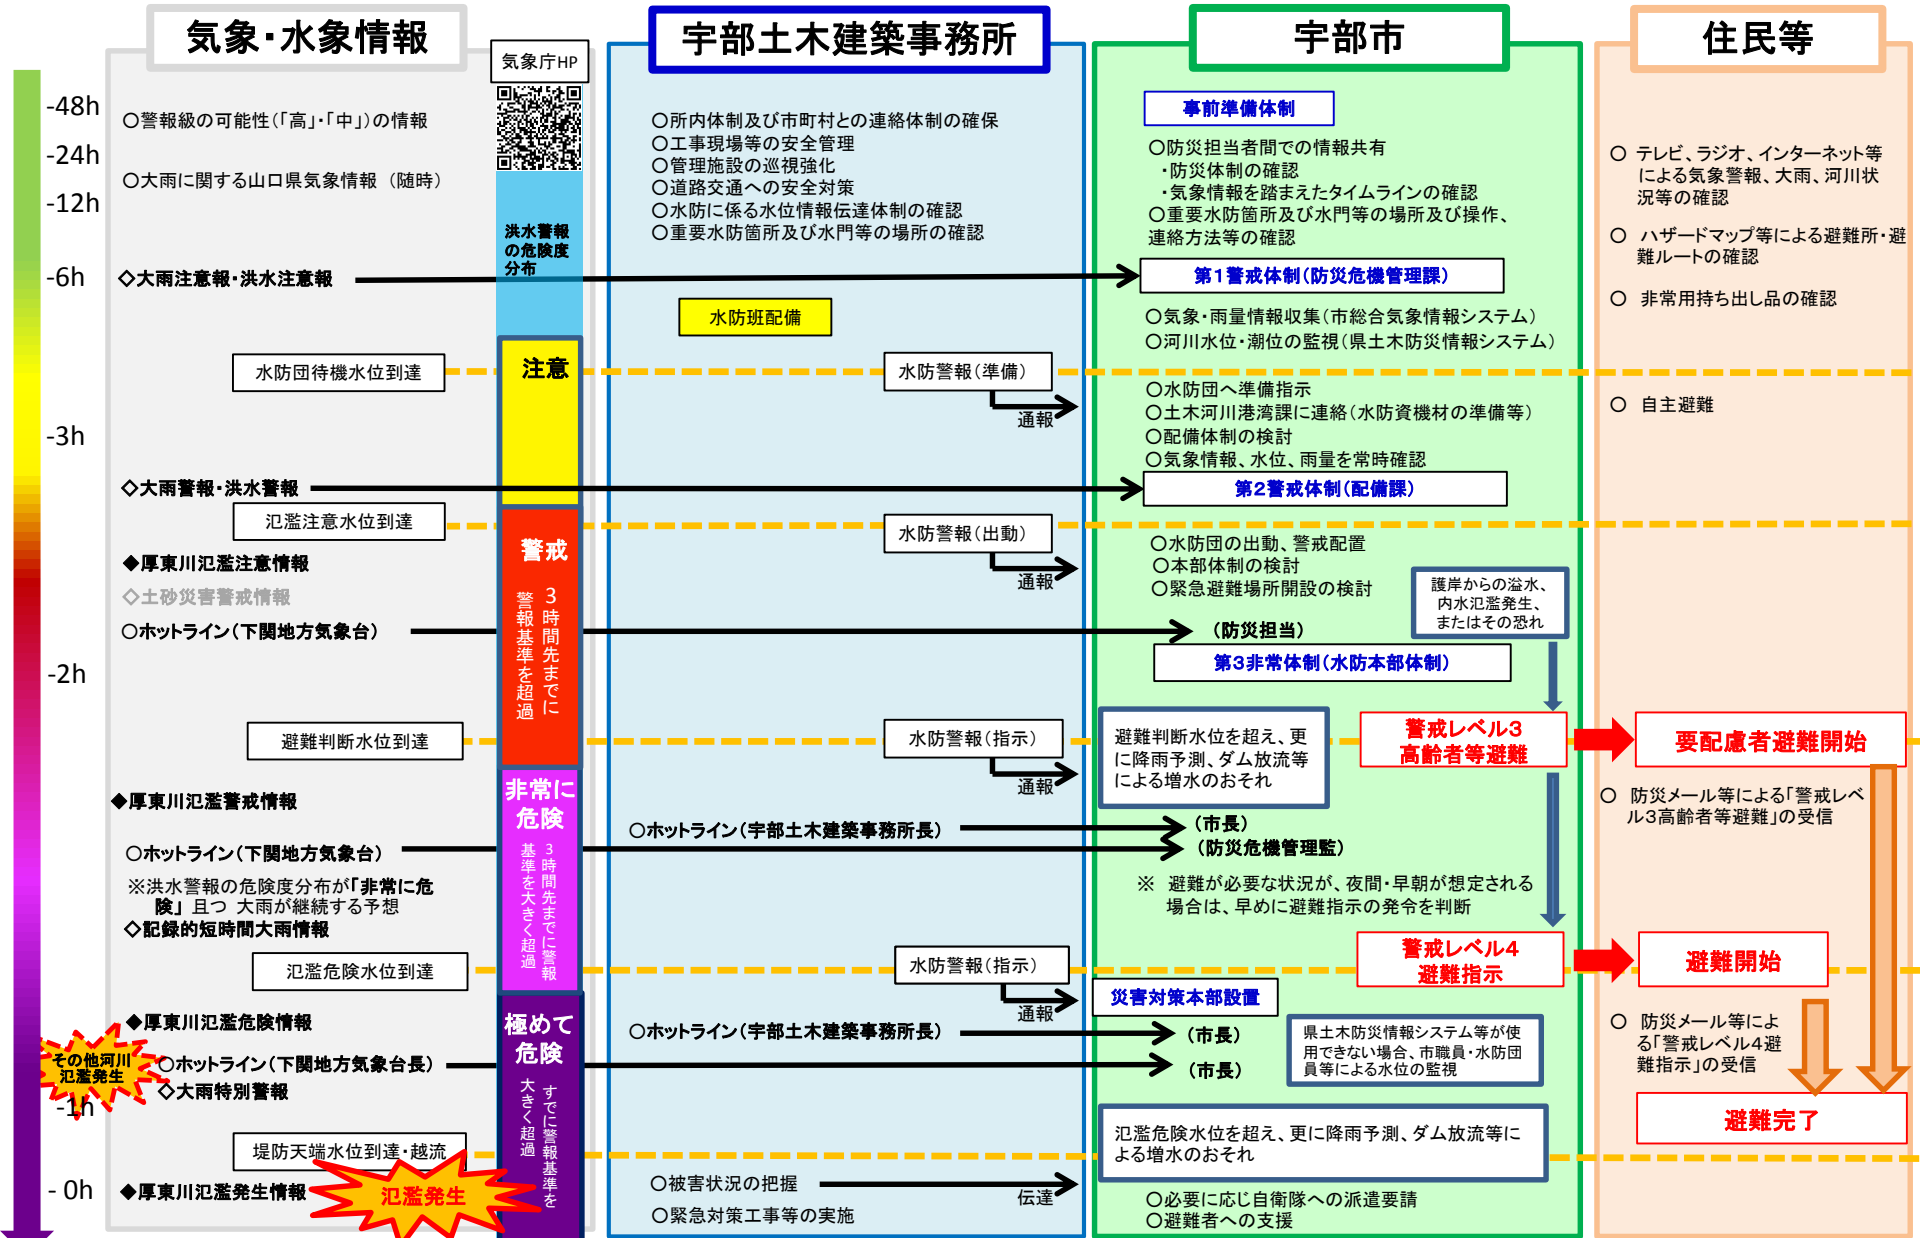 気象・水象情報
宇部土木建築事務所
宇部市
住民等
気象庁HP
-48h
-24h
-12h
-6h
-3h
-2h
-1h
- 0h
○警報級の可能性(「高」・「中」)の情報
○大雨に関する山口県気象情報 (随時)
◇大雨注意報・洪水注意報
水防団待機水位到達
◇大雨警報・洪水警報
氾濫注意水位到達
◆厚東川氾濫注意情報
◇土砂災害警戒情報
○ホットライン(下関地方気象台)
避難判断水位到達
◆厚東川氾濫警戒情報
○ホットライン(下関地方気象台)
※洪水警報の危険度分布が「非常に危
険」 且つ 大雨が継続する予想
◇記録的短時間大雨情報
氾濫危険水位到達
◆厚東川氾濫危険情報
その他河川
氾濫発生
○ホットライン(下関地方気象台長)
◇大雨特別警報
堤防天端水位到達・越流
◆厚東川氾濫発生情報
氾濫発生
洪水警報
の危険度
分布
注意
警戒
3時間先までに
警報基準を超過
非常に
危険
3時間先までに警報
基準を大きく超過
極めて
危険
すでに警報基準を
大きく超過
○所内体制及び市町村との連絡体制の確保
○工事現場等の安全管理
○管理施設の巡視強化
○道路交通への安全対策
○水防に係る水位情報伝達体制の確認
○重要水防箇所及び水門等の場所の確認
水防班配備
水防警報(準備)
通報
水防警報(出動)
通報
水防警報(指示)
通報
○ホットライン(宇部土木建築事務所長)
水防警報(指示)
通報
○ホットライン(宇部土木建築事務所長)
○被害状況の把握
伝達
○緊急対策工事等の実施
事前準備体制
○防災担当者間での情報共有
・防災体制の確認
・気象情報を踏まえたタイムラインの確認
○重要水防箇所及び水門等の場所及び操作、
連絡方法等の確認
第1警戒体制(防災危機管理課)
○気象・雨量情報収集(市総合気象情報システム)
○河川水位・潮位の監視(県土木防災情報システム)
○水防団へ準備指示
○土木河川港湾課に連絡(水防資機材の準備等)
○配備体制の検討
○気象情報、水位、雨量を常時確認
第2警戒体制(配備課)
○水防団の出動、警戒配置
○本部体制の検討
○緊急避難場所開設の検討
護岸からの溢水、
内水氾濫発生、
またはその恐れ
(防災担当)
第3非常体制(水防本部体制)
避難判断水位を超え、更
に降雨予測、ダム放流等
による増水のおそれ
警戒レベル3
高齢者等避難
(市長)
(防災危機管理監)
※ 避難が必要な状況が、夜間・早朝が想定される
場合は、早めに避難指示の発令を判断
警戒レベル4
避難指示
災害対策本部設置
(市長)
(市長)
県土木防災情報システム等が使
用できない場合、市職員・水防団
員等による水位の監視
氾濫危険水位を超え、更に降雨予測、ダム放流等に
よる増水のおそれ
○必要に応じ自衛隊への派遣要請
○避難者への支援
○ テレビ、ラジオ、インターネット等
による気象警報、大雨、河川状
況等の確認
○ ハザードマップ等による避難所・避
難ルートの確認
○ 非常用持ち出し品の確認
○ 自主避難
要配慮者避難開始
○ 防災メール等による「警戒レベ
ル3高齢者等避難」の受信
避難開始
○ 防災メール等によ
る「警戒レベル4避
難指示」の受信
避難完了